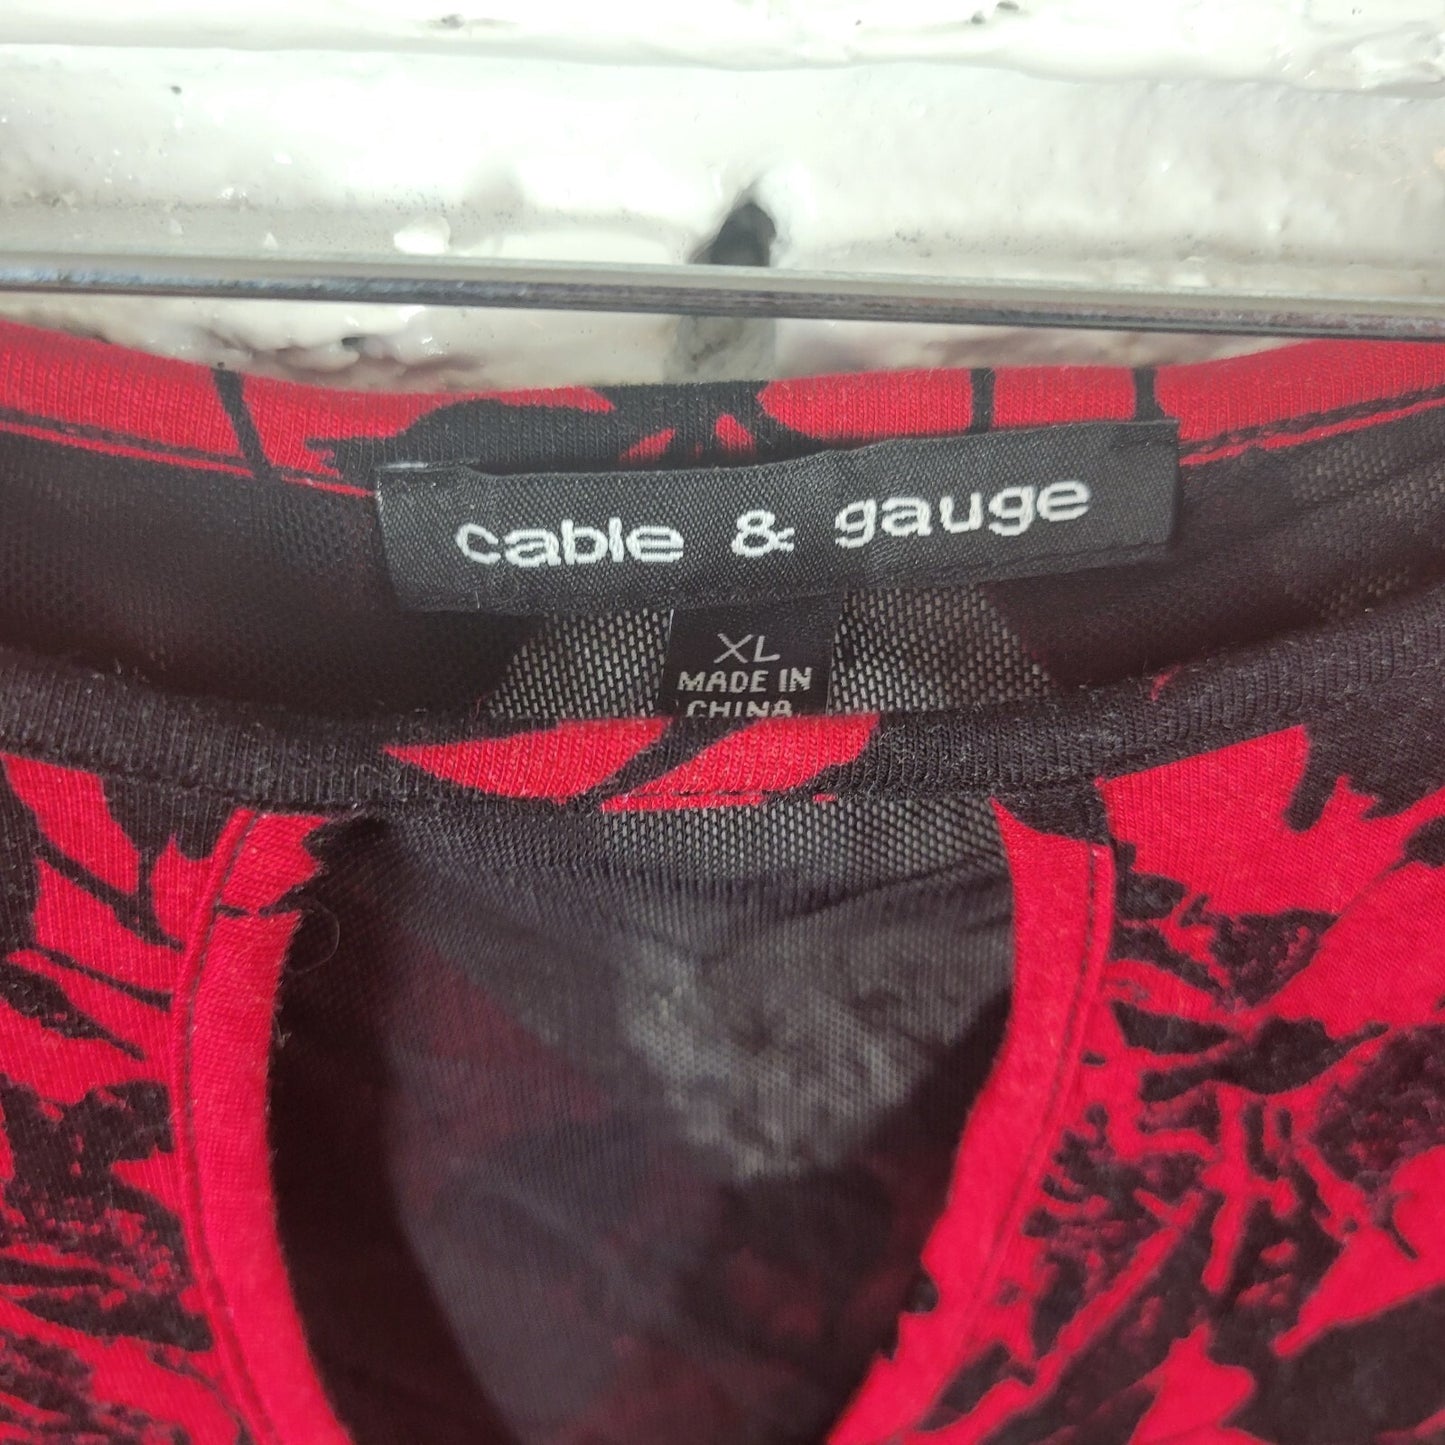 cable & gauge
XL
MADE IN
CHINA